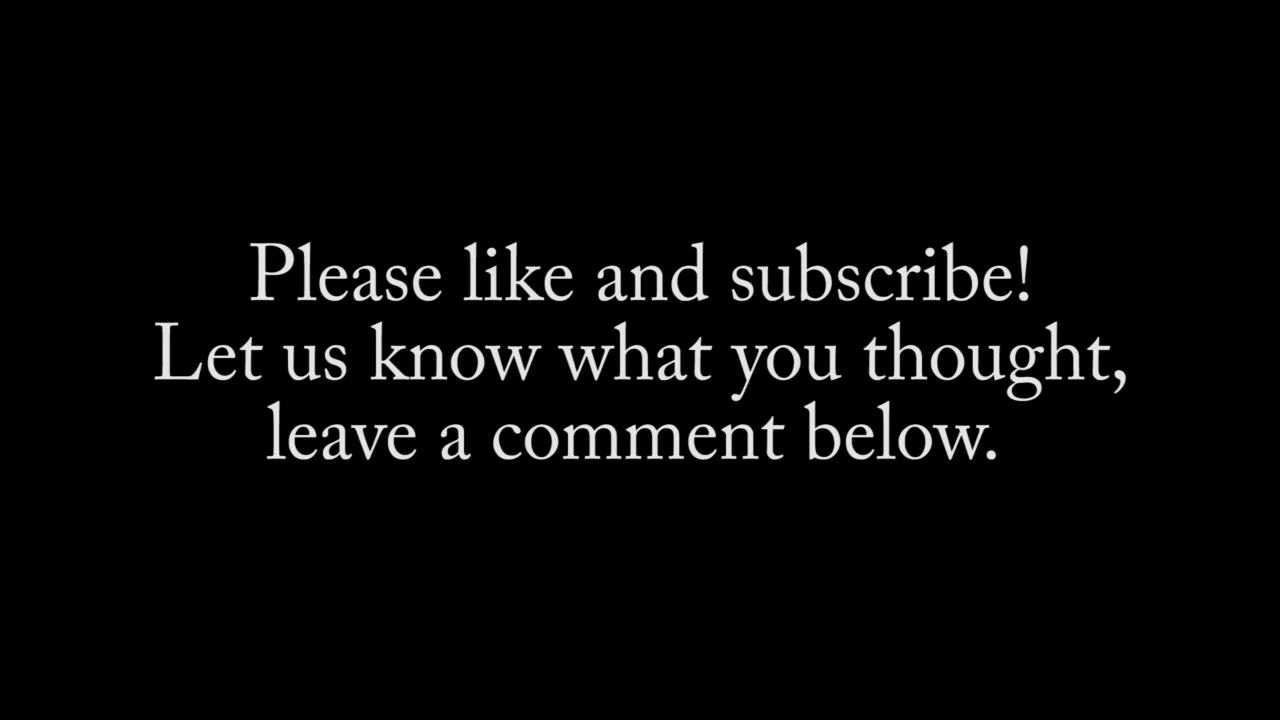 Please like and subscribe!
Let us know what you thought,
leave a comment below.